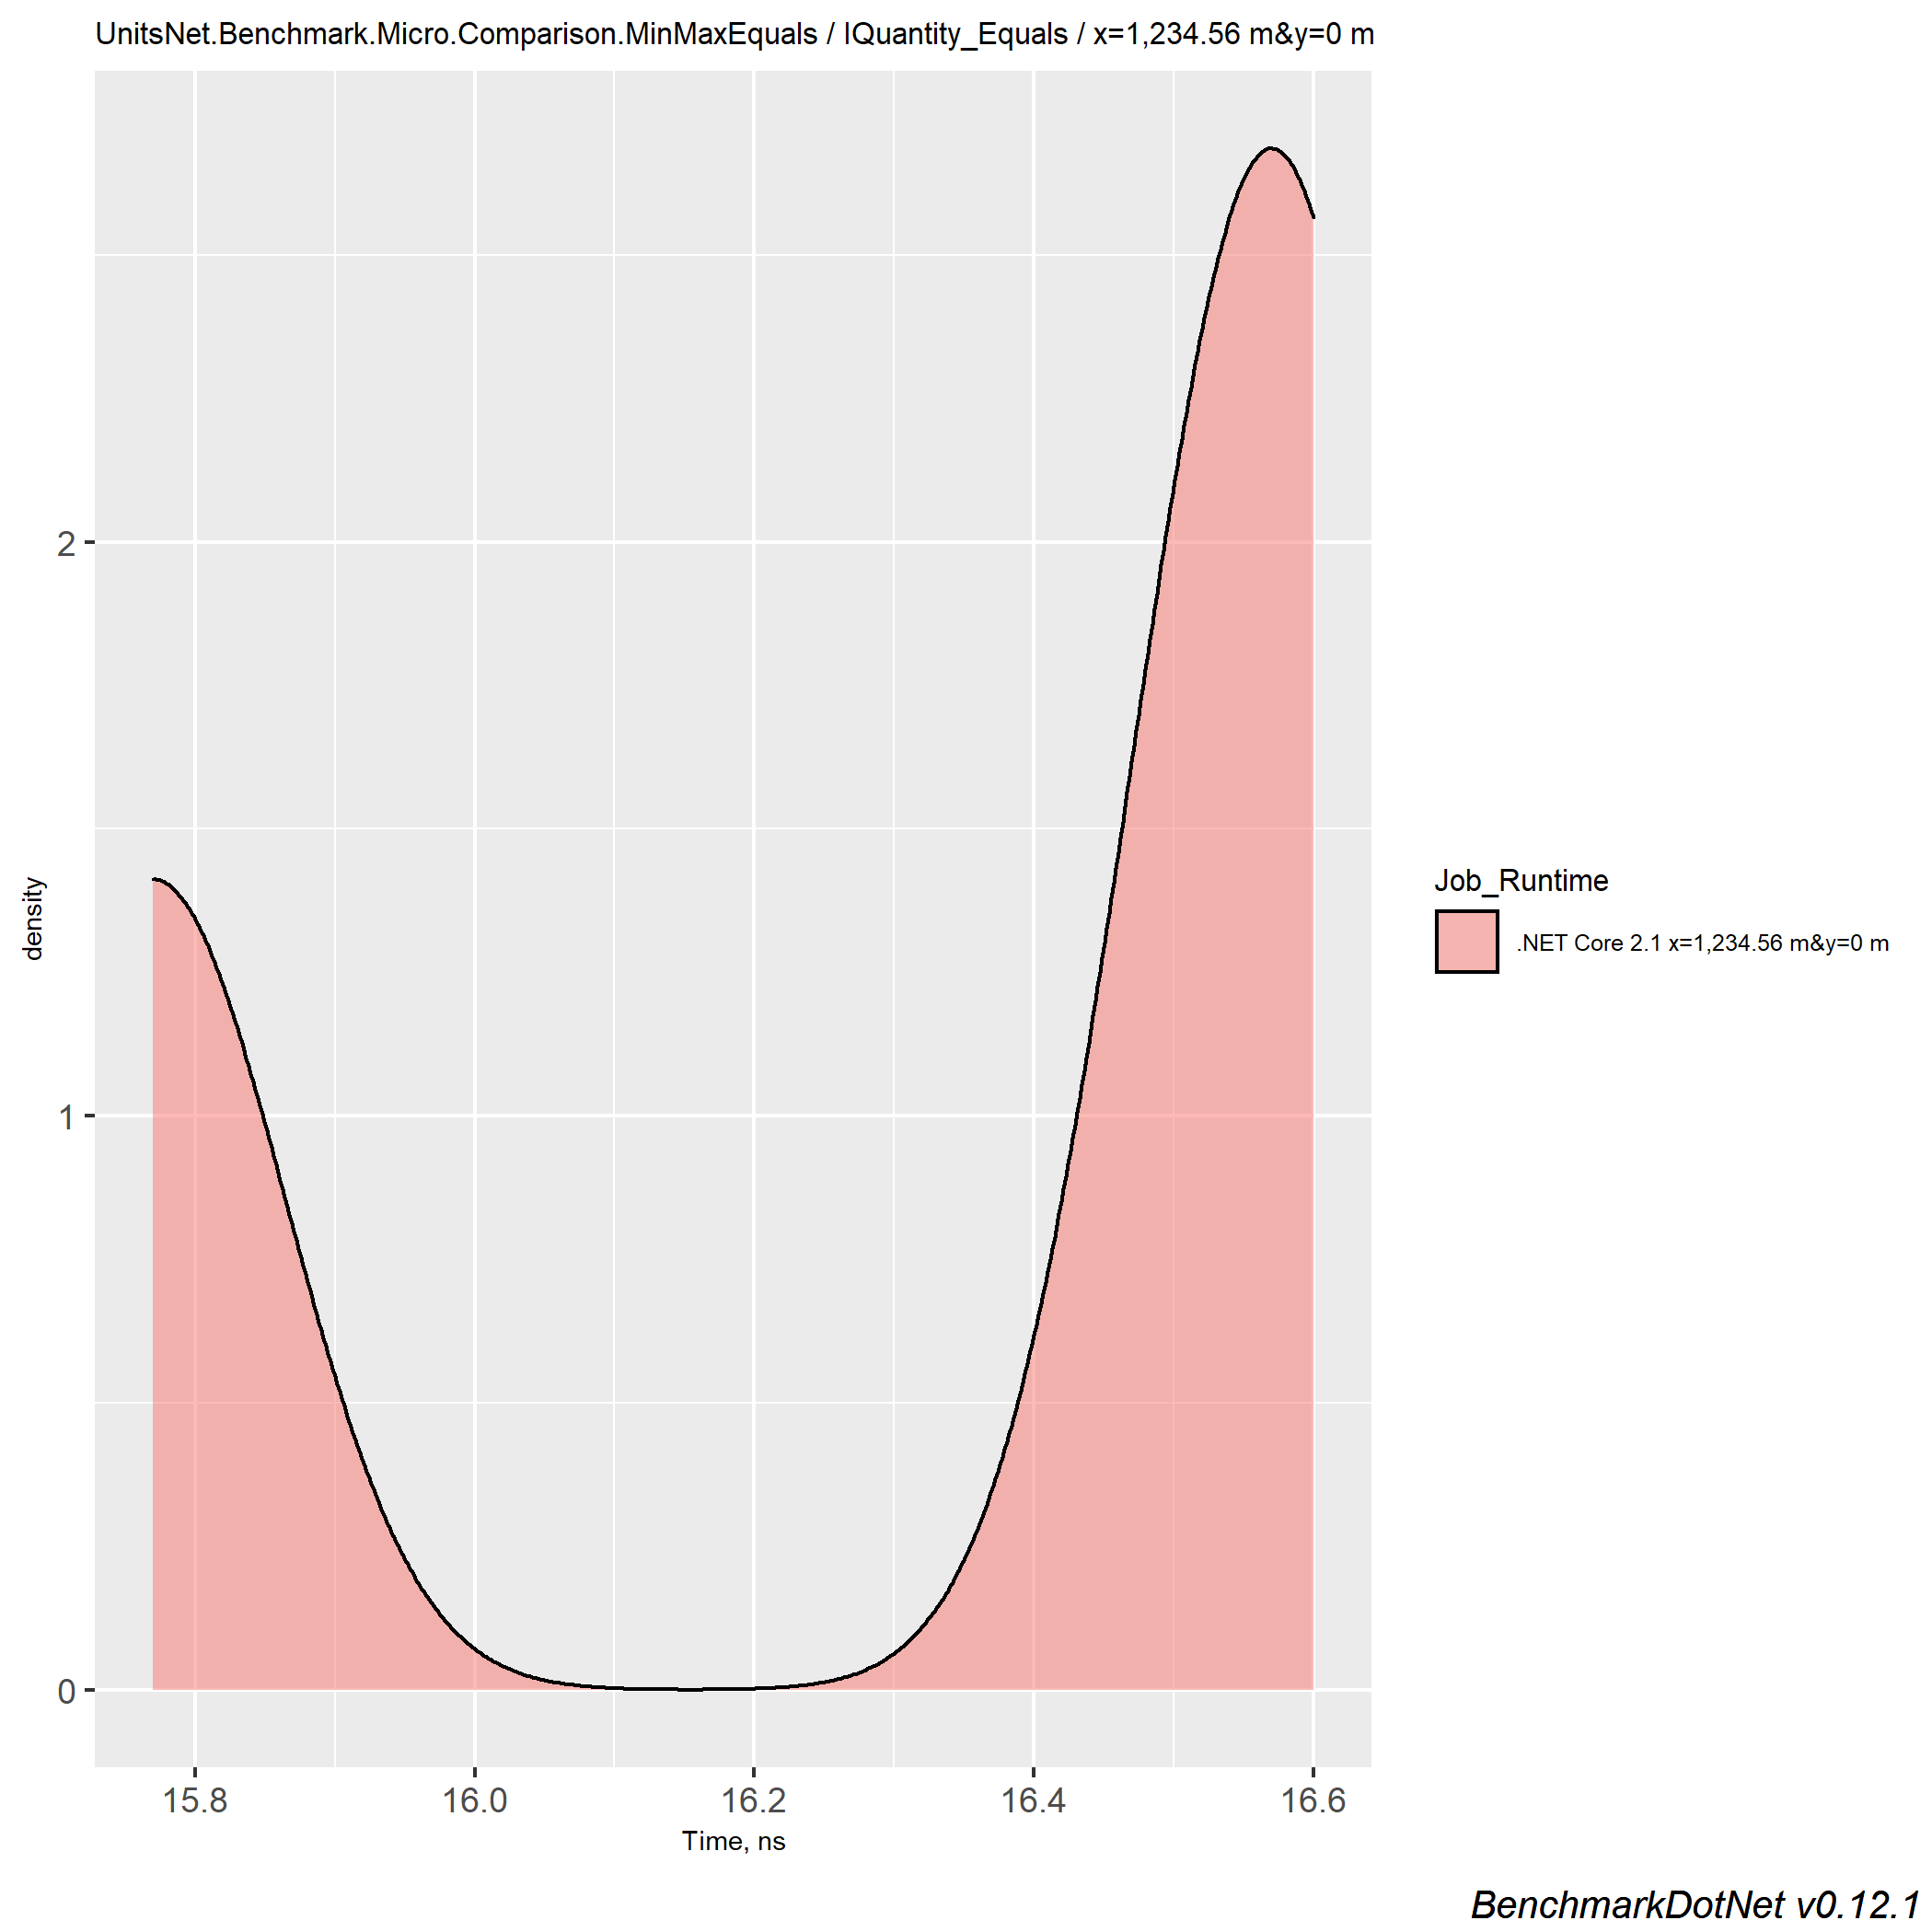 UnitsNet.Benchmark.Micro.Comparison.MinMaxEquals / IQuantity_Equals / x=1,234.56 m&y=0 m
density
2
1
0
15.8 16.0 16.2 16.4 16.6
Time, ns
Job_Runtime
.NET Core 2.1 x=1,234.56 m&y=0 m
BenchmarkDotNet v0.12.1